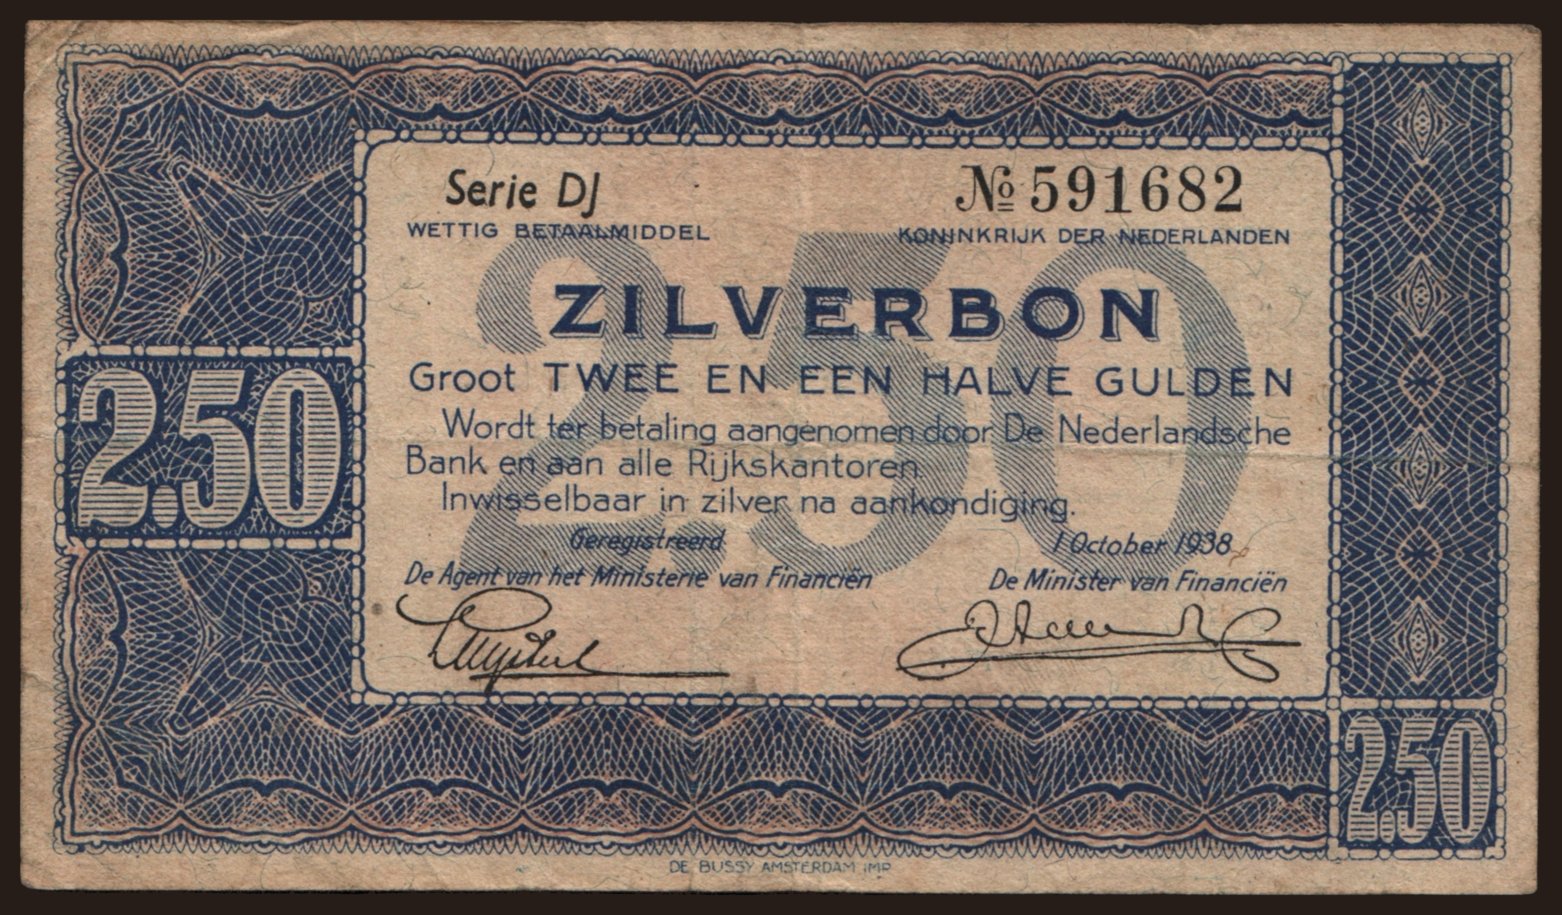 Serie DJ
№ 591682
WETTIG BETAALMIDDEL
KONINKRIJK DER NEDERLANDEN
2.50
ZILVERBON
Groot TWEE EN EEN HALVE GULDEN
Wordt ter betaling aangenomen door De Nederlandsche
Bank en aan alle Rijkskantoren.
Inwisselbaar in zilver na aankondiging.
Geregistreerd
1 October 1938
De Agent van het Ministerie van Financiën
De Minister van Financiën
2.50
2.50
DE BUSSY AMSTERDAM IMP